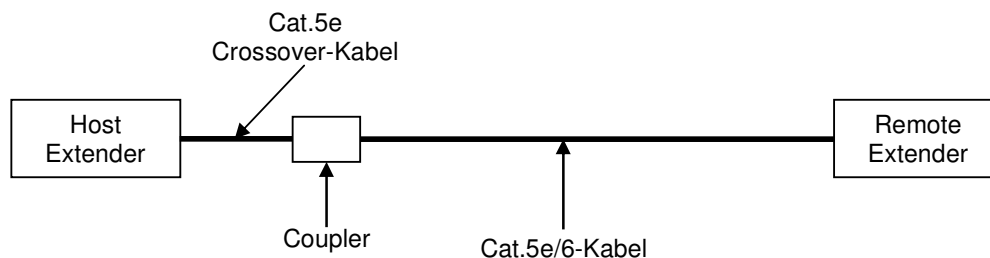 Cat.5e
Crossover-Kabel
Host
Extender
Remote
Extender
Coupler
Cat.5e/6-Kabel